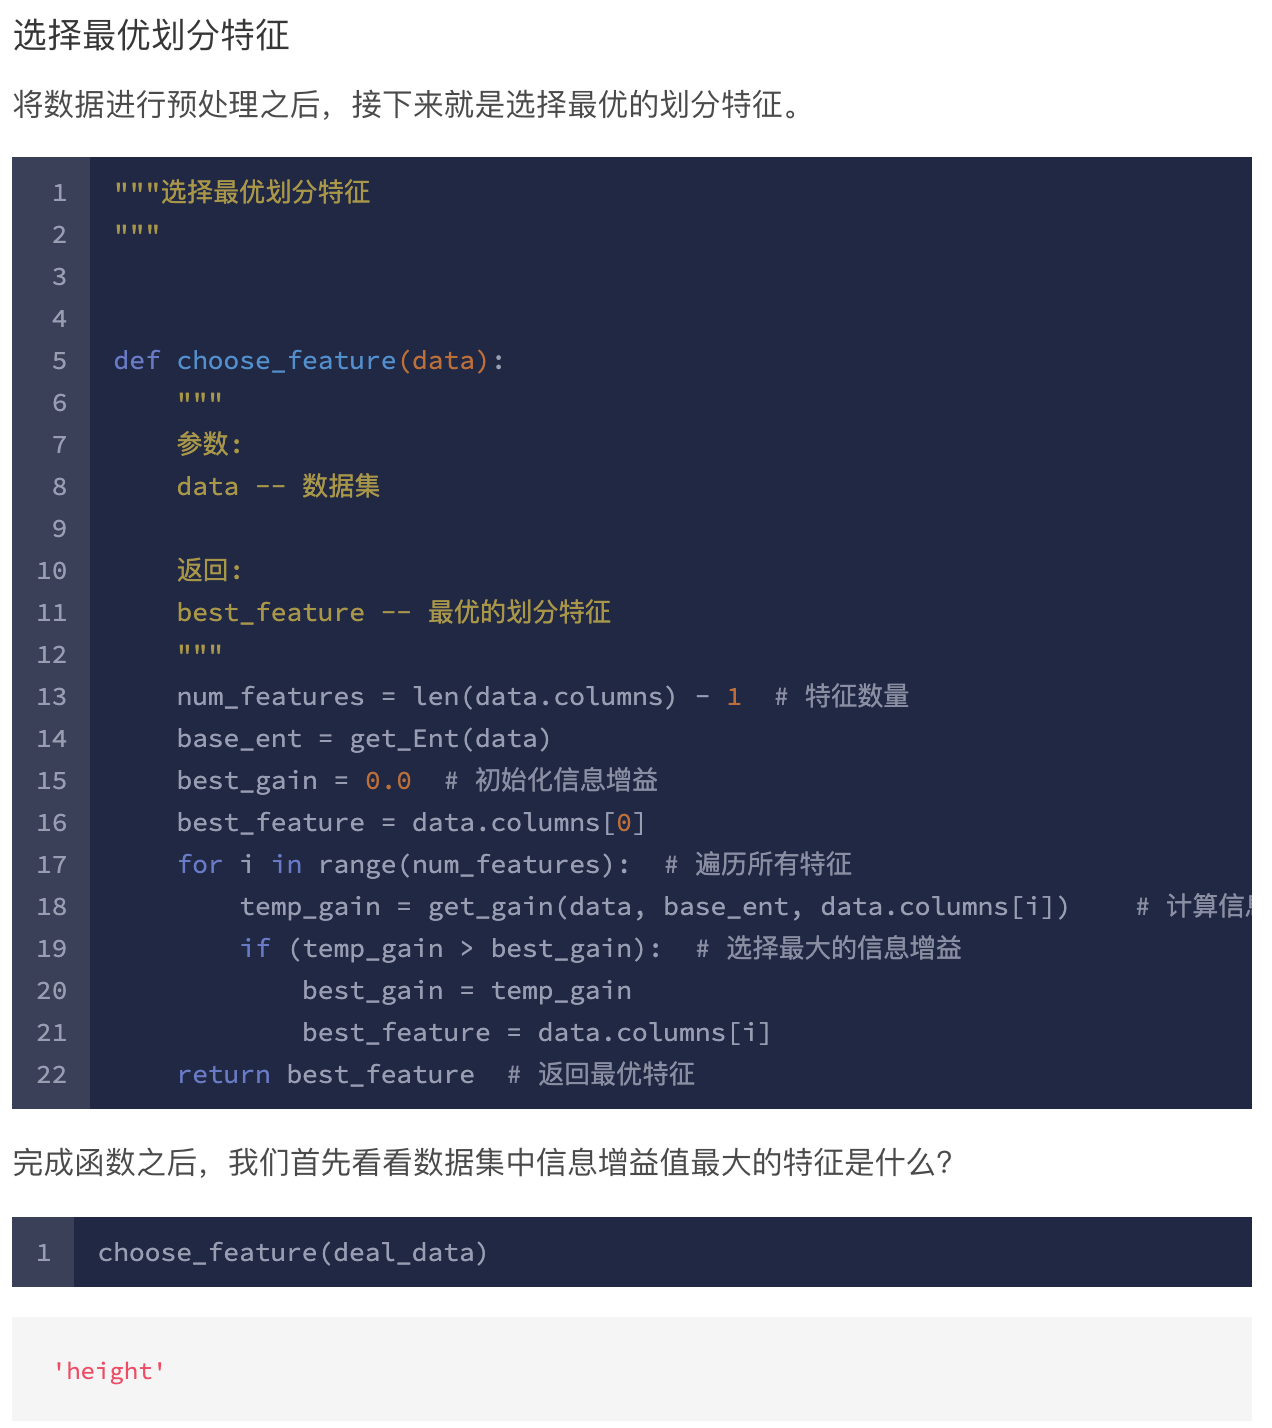 选择最优划分特征
将数据进行预处理之后，接下来就是选择最优的划分特征。
1 """选择最优划分特征
2 """
3
4
5 def choose_feature(data):
6     """
7     参数:
8     data -- 数据集
9
10     返回:
11     best_feature -- 最优的划分特征
12     """
13     num_features = len(data.columns) - 1  # 特征数量
14     base_ent = get_Ent(data)
15     best_gain = 0.0  # 初始化信息增益
16     best_feature = data.columns[0]
17     for i in range(num_features):  # 遍历所有特征
18         temp_gain = get_gain(data, base_ent, data.columns[i])    # 计算信
19         if (temp_gain > best_gain):  # 选择最大的信息增益
20             best_gain = temp_gain
21             best_feature = data.columns[i]
22     return best_feature  # 返回最优特征
完成函数之后，我们首先看看数据集中信息增益值最大的特征是什么？
1 choose_feature(deal_data)
'height'